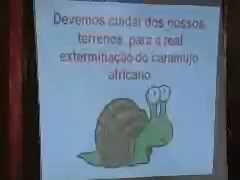 Devemos cuidar dos nossos
terrenos para a real
exterminação do caramujo
africano